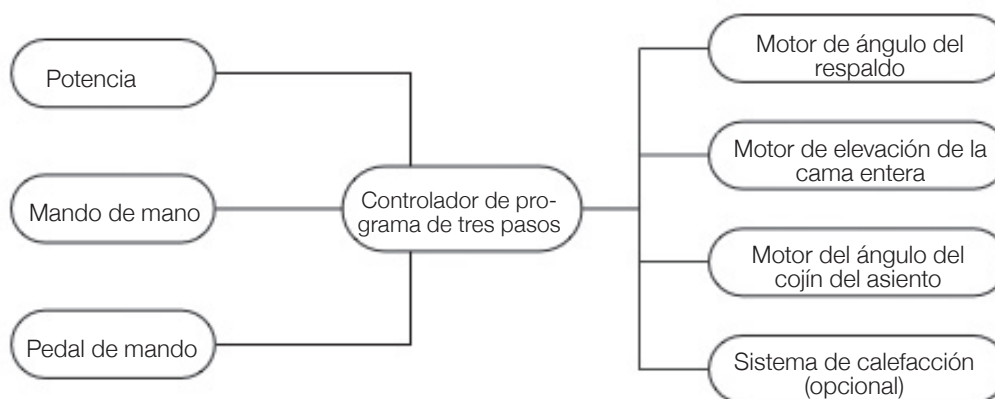 Potencia
Mando de mano
Pedal de mando
Controlador de pro-
grama de tres pasos
Motor de ángulo del
respaldo
Motor de elevación de la
cama entera
Motor del ángulo del
cojín del asiento
Sistema de calefacción
(opcional)